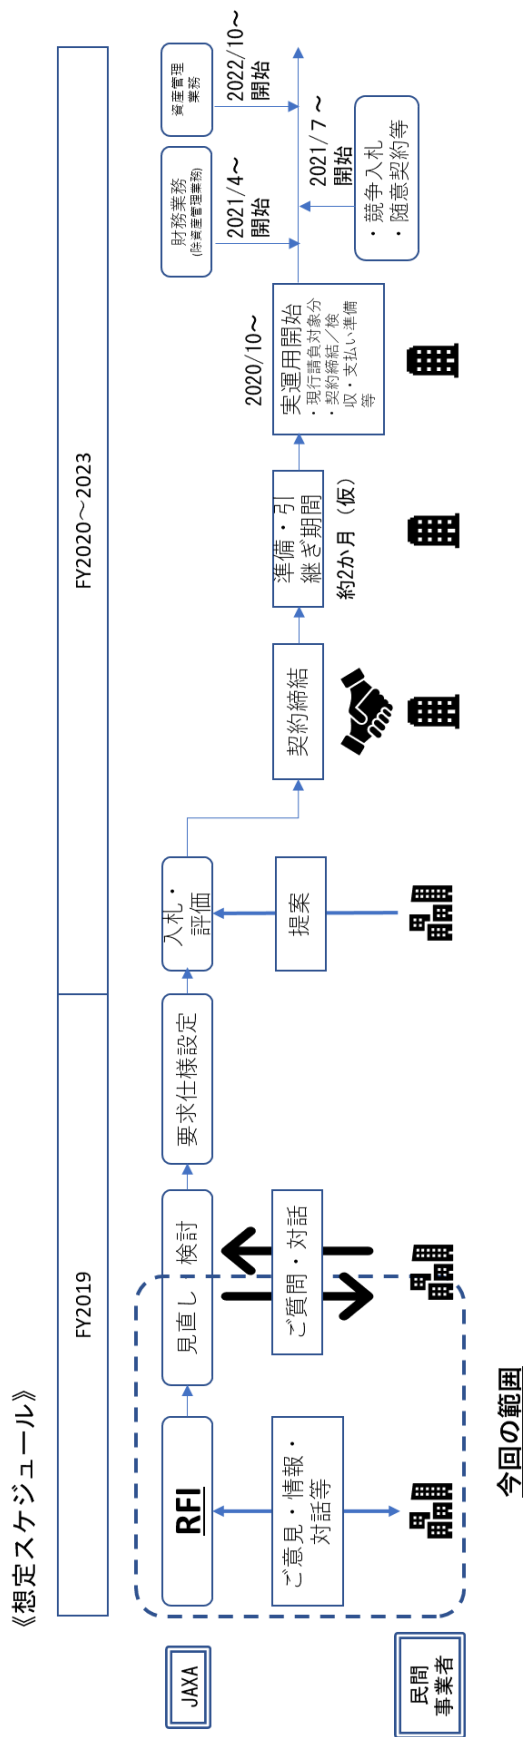 《想定スケジュール》
FY2019
FY2020～2023
JAXA
RFI
見直し 検討
要求仕様設定
入札・
評価
財務業務
(除資産管理業務)
資産管理
業務
2021/4～
開始
2022/10～
開始
ご意見・情報・
対話等
ご質問・対話
提案
契約締結
準備・引
継ぎ期間
約2か月（仮）
2020/10～
実運用開始
・現行請負対象分
・契約締結／検
収・支払い準備
等
2021/７～
開始
・競争入札
・随意契約等
民間
事業者
今回の範囲